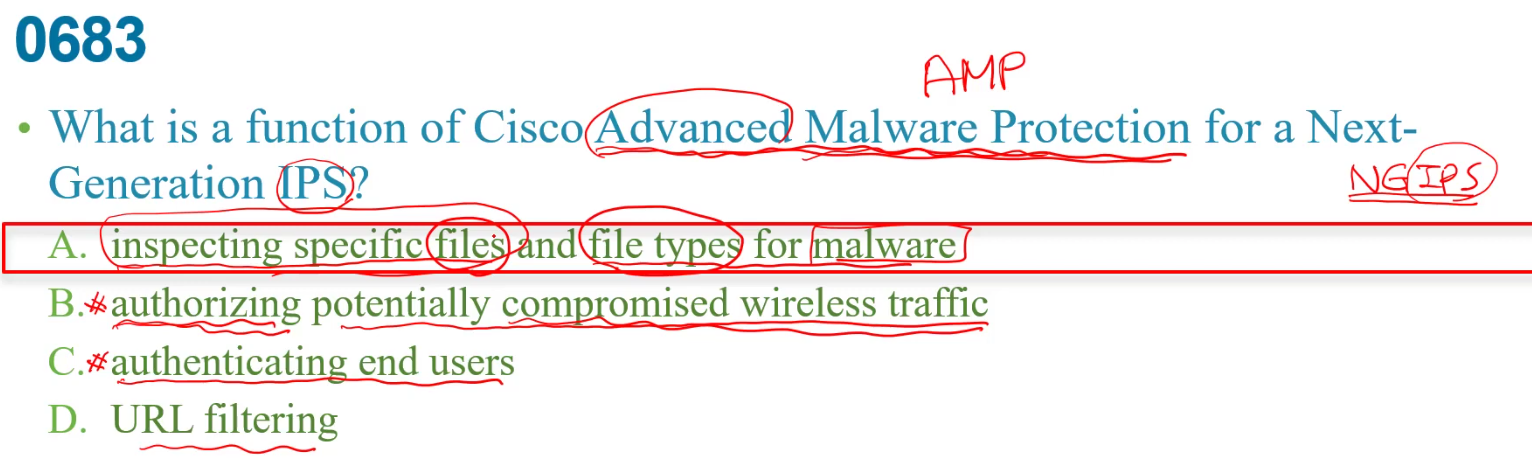 0683
AMP
• What is a function of Cisco Advanced Malware Protection for a Next-
Generation IPS?
NGIPS
A. inspecting specific files and file types for malware
B. authorizing potentially compromised wireless traffic
C. authenticating end users
D. URL filtering